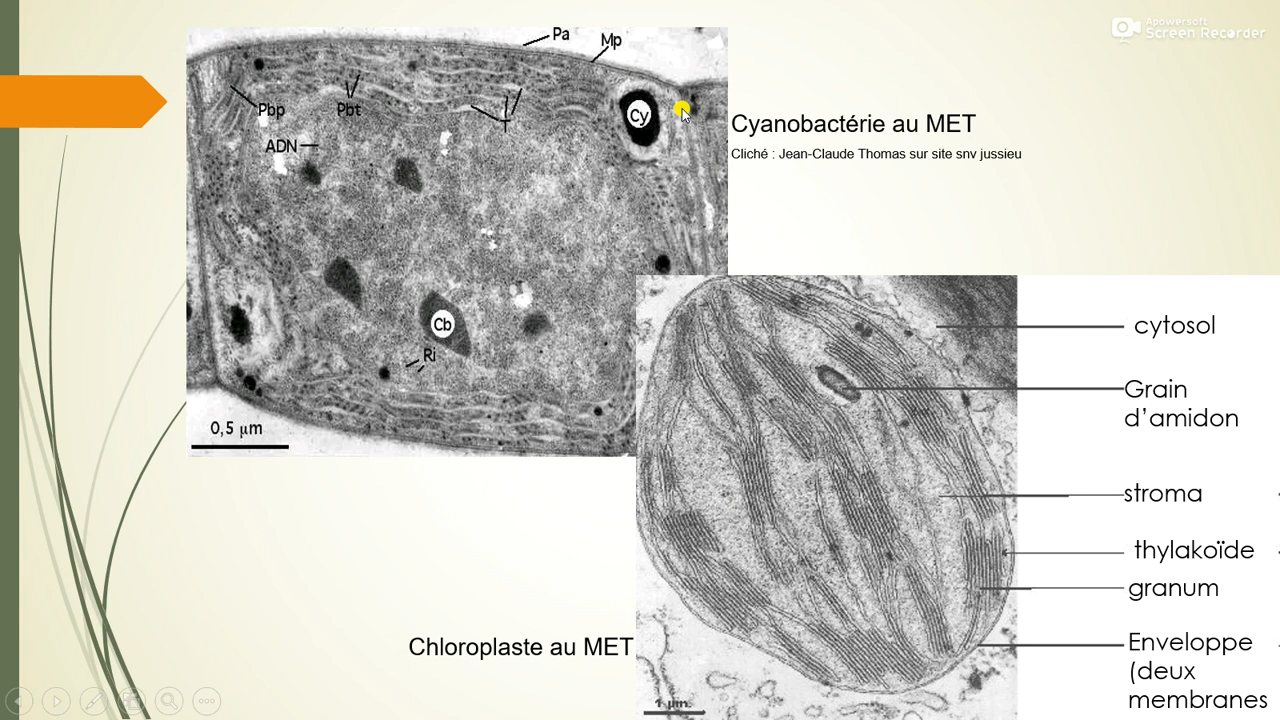 Apowersoft
Screen Recorder
Pa
Mp
Pbp
Pbt
Cy
T
ADN
Cb
Ri
0,5 µm
Cyanobactérie au MET
Cliché : Jean-Claude Thomas sur site snv jussieu
cytosol
Grain
d’amidon
stroma
thylakoïde
granum
Enveloppe
(deux
membranes
Chloroplaste au MET
1 µm